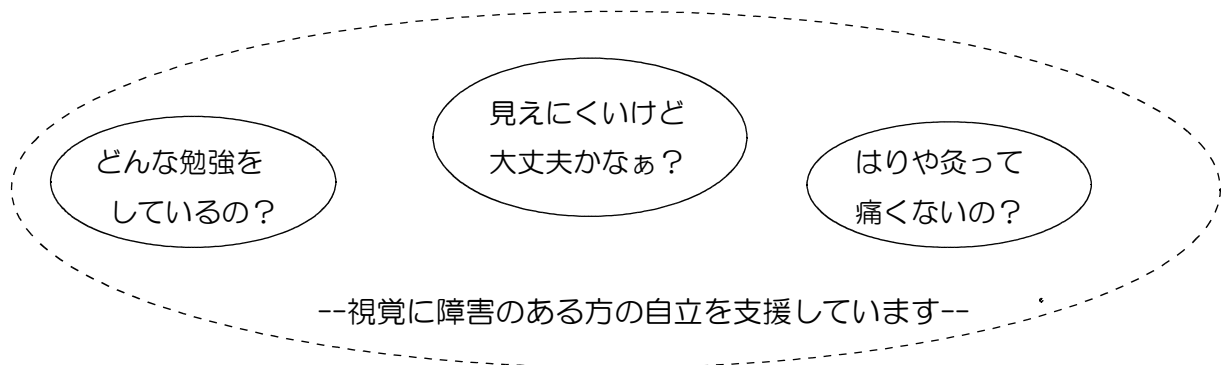 どんな勉強を
しているの？
見えにくいけど
大丈夫かなぁ？
はりや灸って
痛くないの？
--視覚に障害のある方の自立を支援しています--